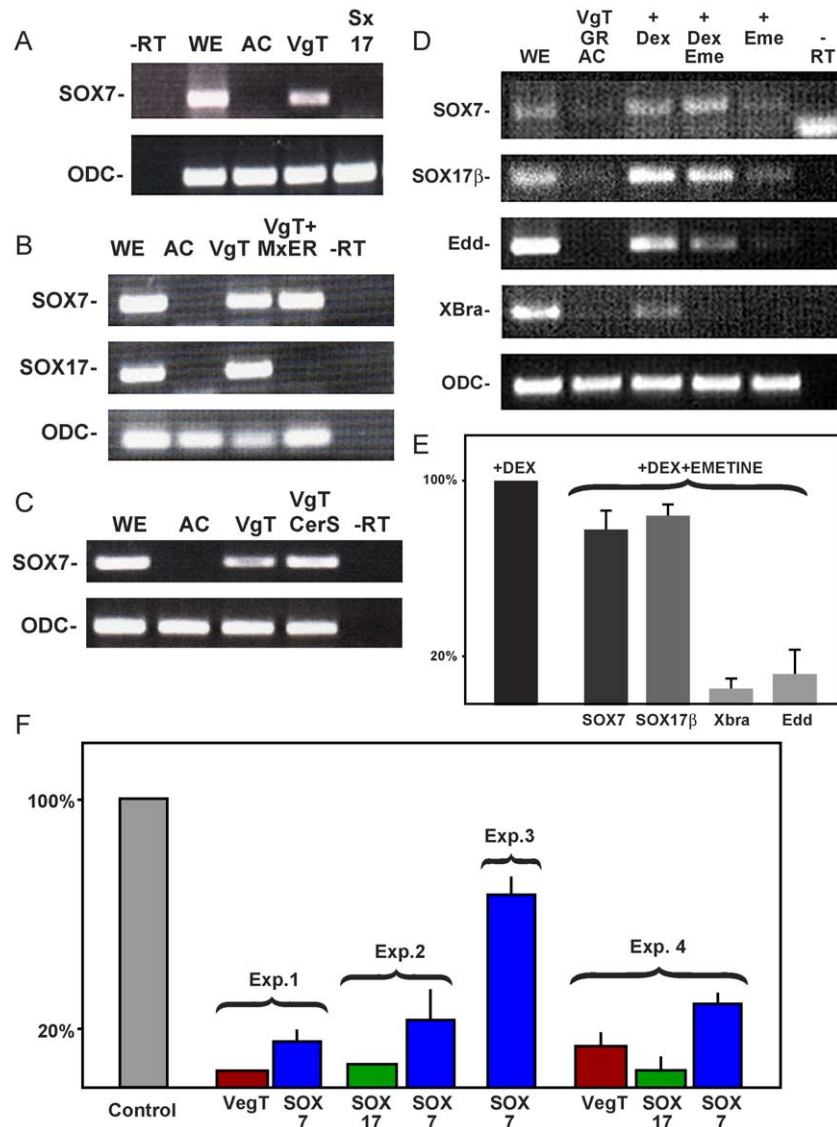 A
-RT WE AC VgT Sx 17
SOX7-
ODC-
B
WE AC VgT VgT+ MxER -RT
SOX7-
SOX17-
ODC-
C
WE AC VgT VgT CerS -RT
SOX7-
ODC-
D
WE VgT GR AC + Dex + Dex Eme + Eme - RT
SOX7-
SOX17β-
Edd-
XBra-
ODC-
E
+DEX +DEX+EMETINE
100%
20%
SOX7 SOX17β Xbra Edd
F
100%
Exp.1 Exp.2 Exp.3 Exp. 4
20%
Control VegT SOX 7 SOX 17 SOX 7 SOX 7 VegT SOX 17 SOX 7